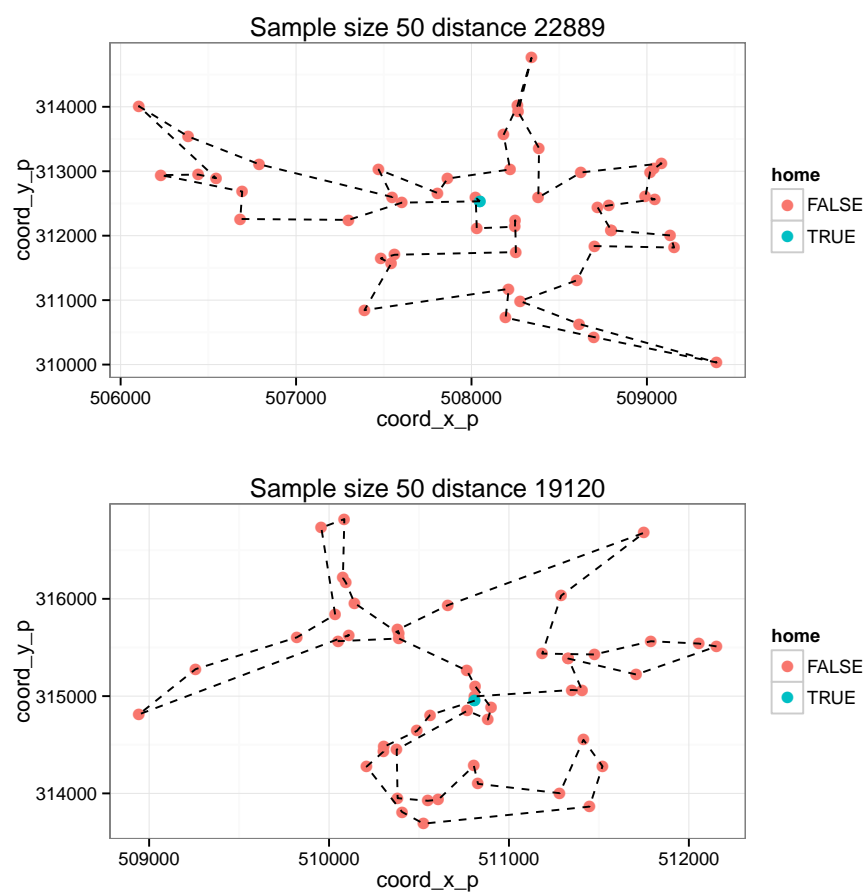 Sample size 50 distance 22889
314000
313000
312000
311000
310000
coord_y_p
506000 507000 508000 509000
coord_x_p
home
FALSE
TRUE
Sample size 50 distance 19120
316000
315000
314000
coord_y_p
509000 510000 511000 512000
coord_x_p
home
FALSE
TRUE